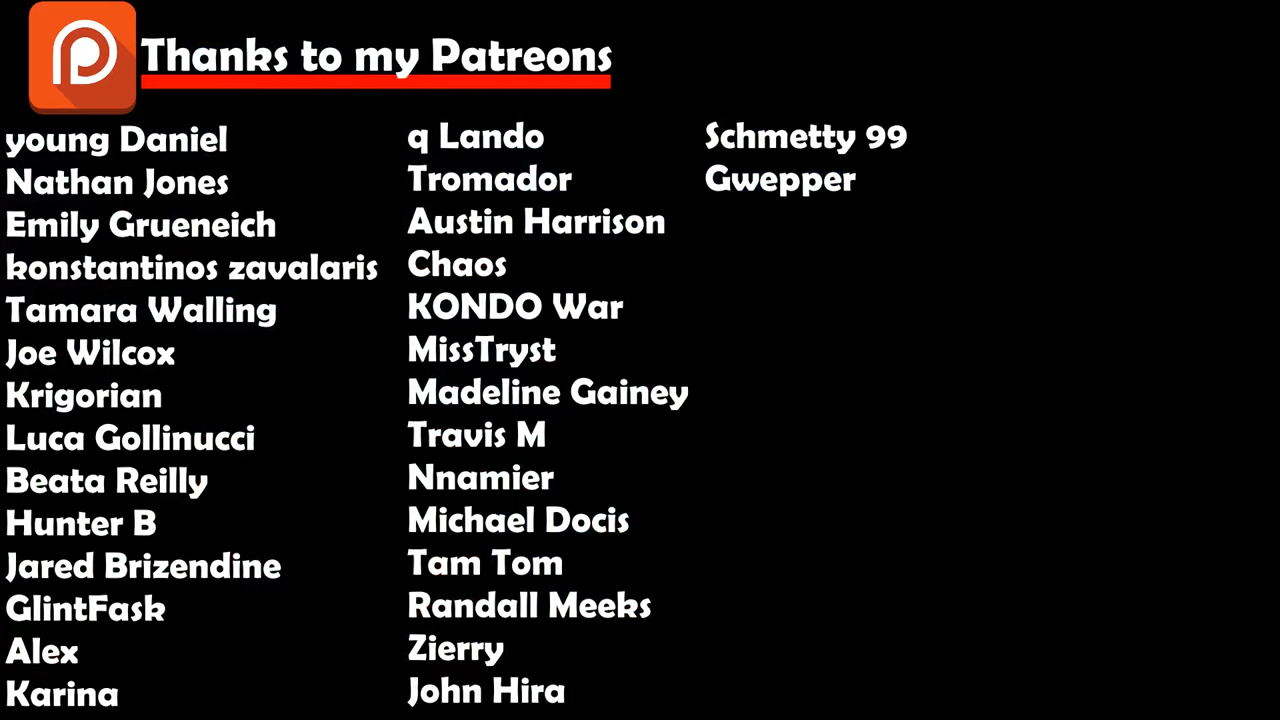 Thanks to my Patreons
young Daniel
Nathan Jones
Emily Grueneich
konstantinos zavalaris
Tamara Walling
Joe Wilcox
Krigorian
Luca Gollinucci
Beata Reilly
Hunter B
Jared Brizendine
GlintFask
Alex
Karina
q Lando
Tromador
Austin Harrison
Chaos
KONDO War
MissTryst
Madeline Gainey
Travis M
Nnamier
Michael Docis
Tam Tom
Randall Meeks
Zierry
John Hira
Schmetty 99
Gwepper